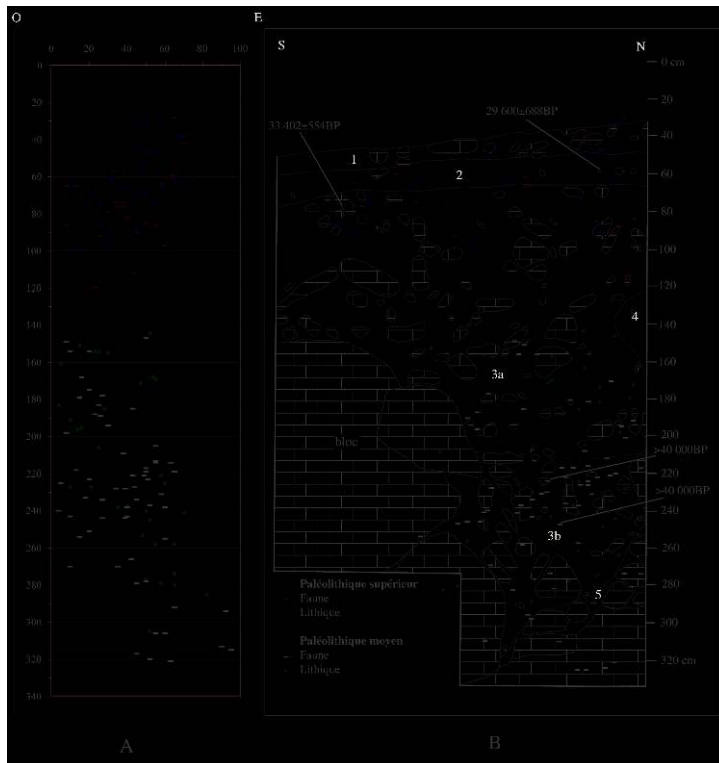 O E
0 20 40 60 80 100
0
20
40
60
80
100
120
140
160
180
200
220
240
260
280
300
320
340
A
S N
0 cm
20
40
60
80
100
120
140
160
180
200
220
240
260
280
300
320 cm
33 402±554BP
29 600±688BP
1
2
4
3a
bloc
>40 000BP
>40 000BP
3b
5
Paléolithique supérieur
Faune
Lithique
Paléolithique moyen
Faune
Lithique
B